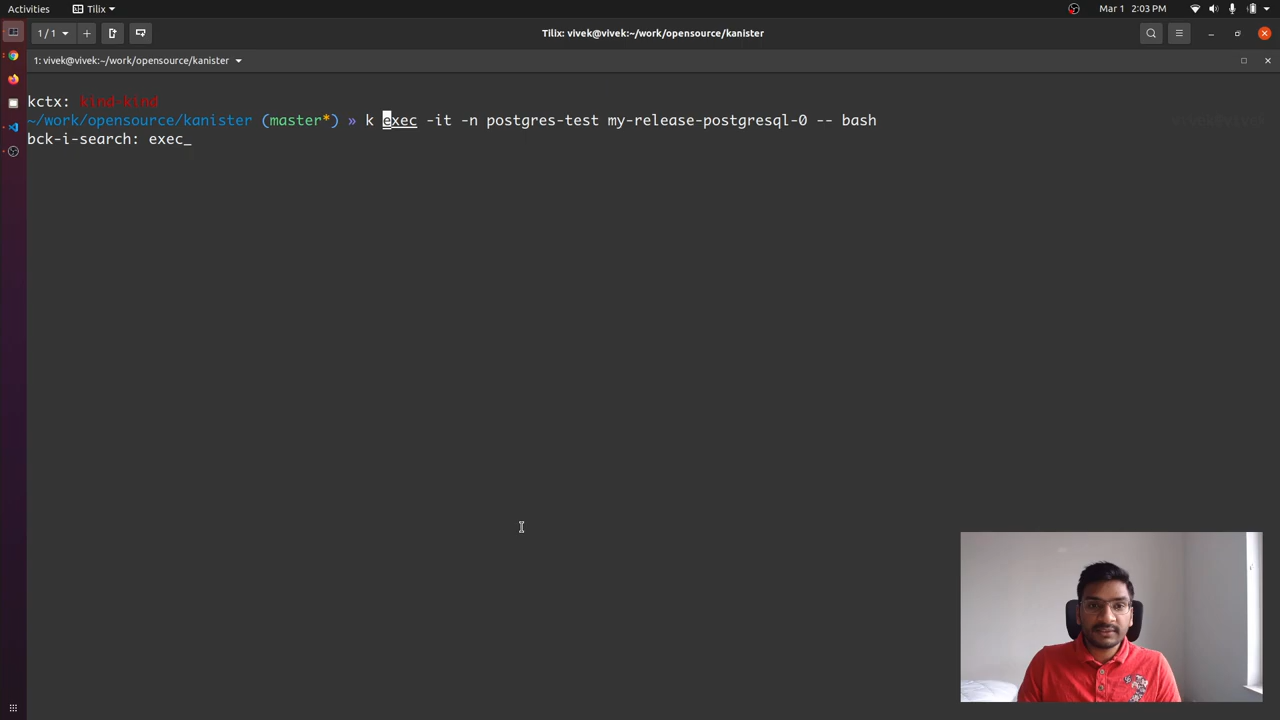 Activities
Tilix
Mar 1 2:03 PM
1 / 1
Tilix: vivek@vivek:~/work/opensource/kanister
1: vivek@vivek:~/work/opensource/kanister
kctx: kind-kind
~/work/opensource/kanister (master*) » k exec -it -n postgres-test my-release-postgresql-0 -- bash
vivek@vivek
bck-i-search: exec_